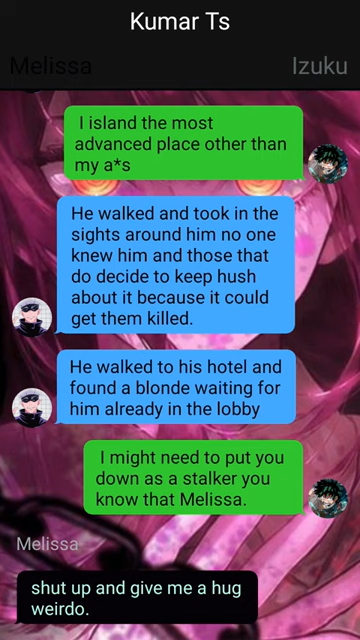 Kumar Ts
Melissa
Izuku
I island the most
advanced place other than
my a*s
He walked and took in the
sights around him no one
knew him and those that
do decide to keep hush
about it because it could
get them killed.
He walked to his hotel and
found a blonde waiting for
him already in the lobby
I might need to put you
down as a stalker you
know that Melissa.
Melissa
shut up and give me a hug
weirdo.